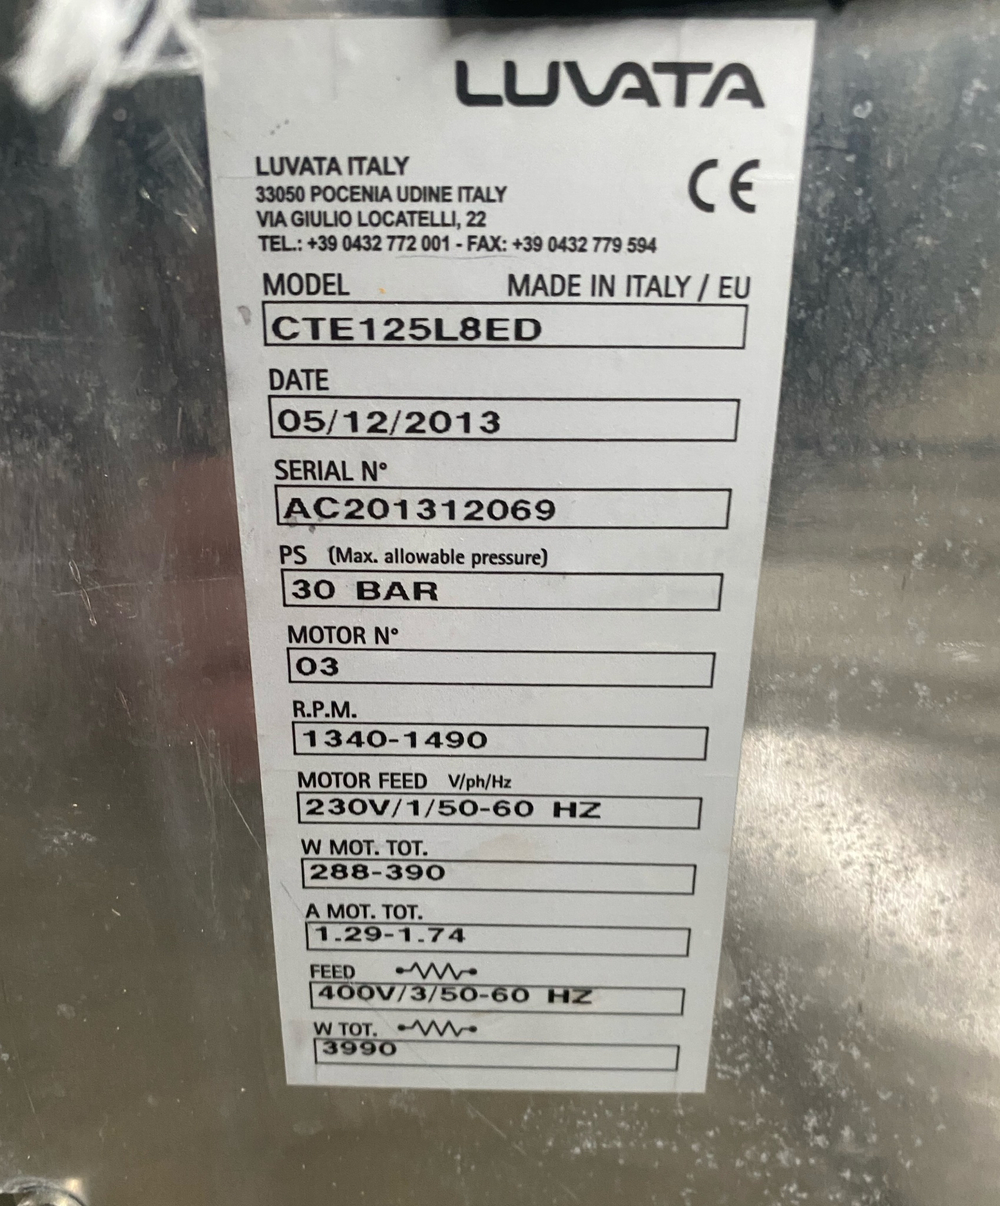 LUVATA
LUVATA ITALY
33050 POCENIA UDINE ITALY
VIA GIULIO LOCATELLI, 22
TEL.: +39 0432 772 001 - FAX: +39 0432 779 594
CE
MODEL MADE IN ITALY / EU
CTE125L8ED
DATE
05/12/2013
SERIAL N°
AC201312069
PS (Max. allowable pressure)
30 BAR
MOTOR N°
03
R.P.M.
1340-1490
MOTOR FEED V/ph/Hz
230V/1/50-60 HZ
W MOT. TOT.
288-390
A MOT. TOT.
1.29-1.74
FEED
400V/3/50-60 HZ
W TOT.
3990